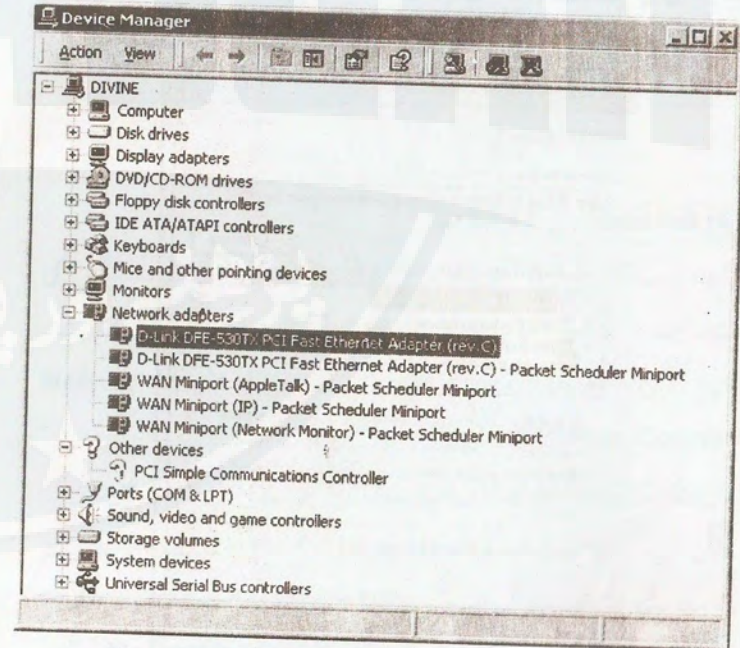 Device Manager
Action View
DIVINE
Computer
Disk drives
Display adapters
DVD/CD-ROM drives
Floppy disk controllers
IDE ATA/ATAPI controllers
Keyboards
Mice and other pointing devices
Monitors
Network adapters
D-Link DFE-530TX PCI Fast Ethernet Adapter (rev.C)
D-Link DFE-530TX PCI Fast Ethernet Adapter (rev.C) - Packet Scheduler Miniport
WAN Miniport (AppleTalk) - Packet Scheduler Miniport
WAN Miniport (IP) - Packet Scheduler Miniport
WAN Miniport (Network Monitor) - Packet Scheduler Miniport
Other devices
PCI Simple Communications Controller
Ports (COM & LPT)
Sound, video and game controllers
Storage volumes
System devices
Universal Serial Bus controllers